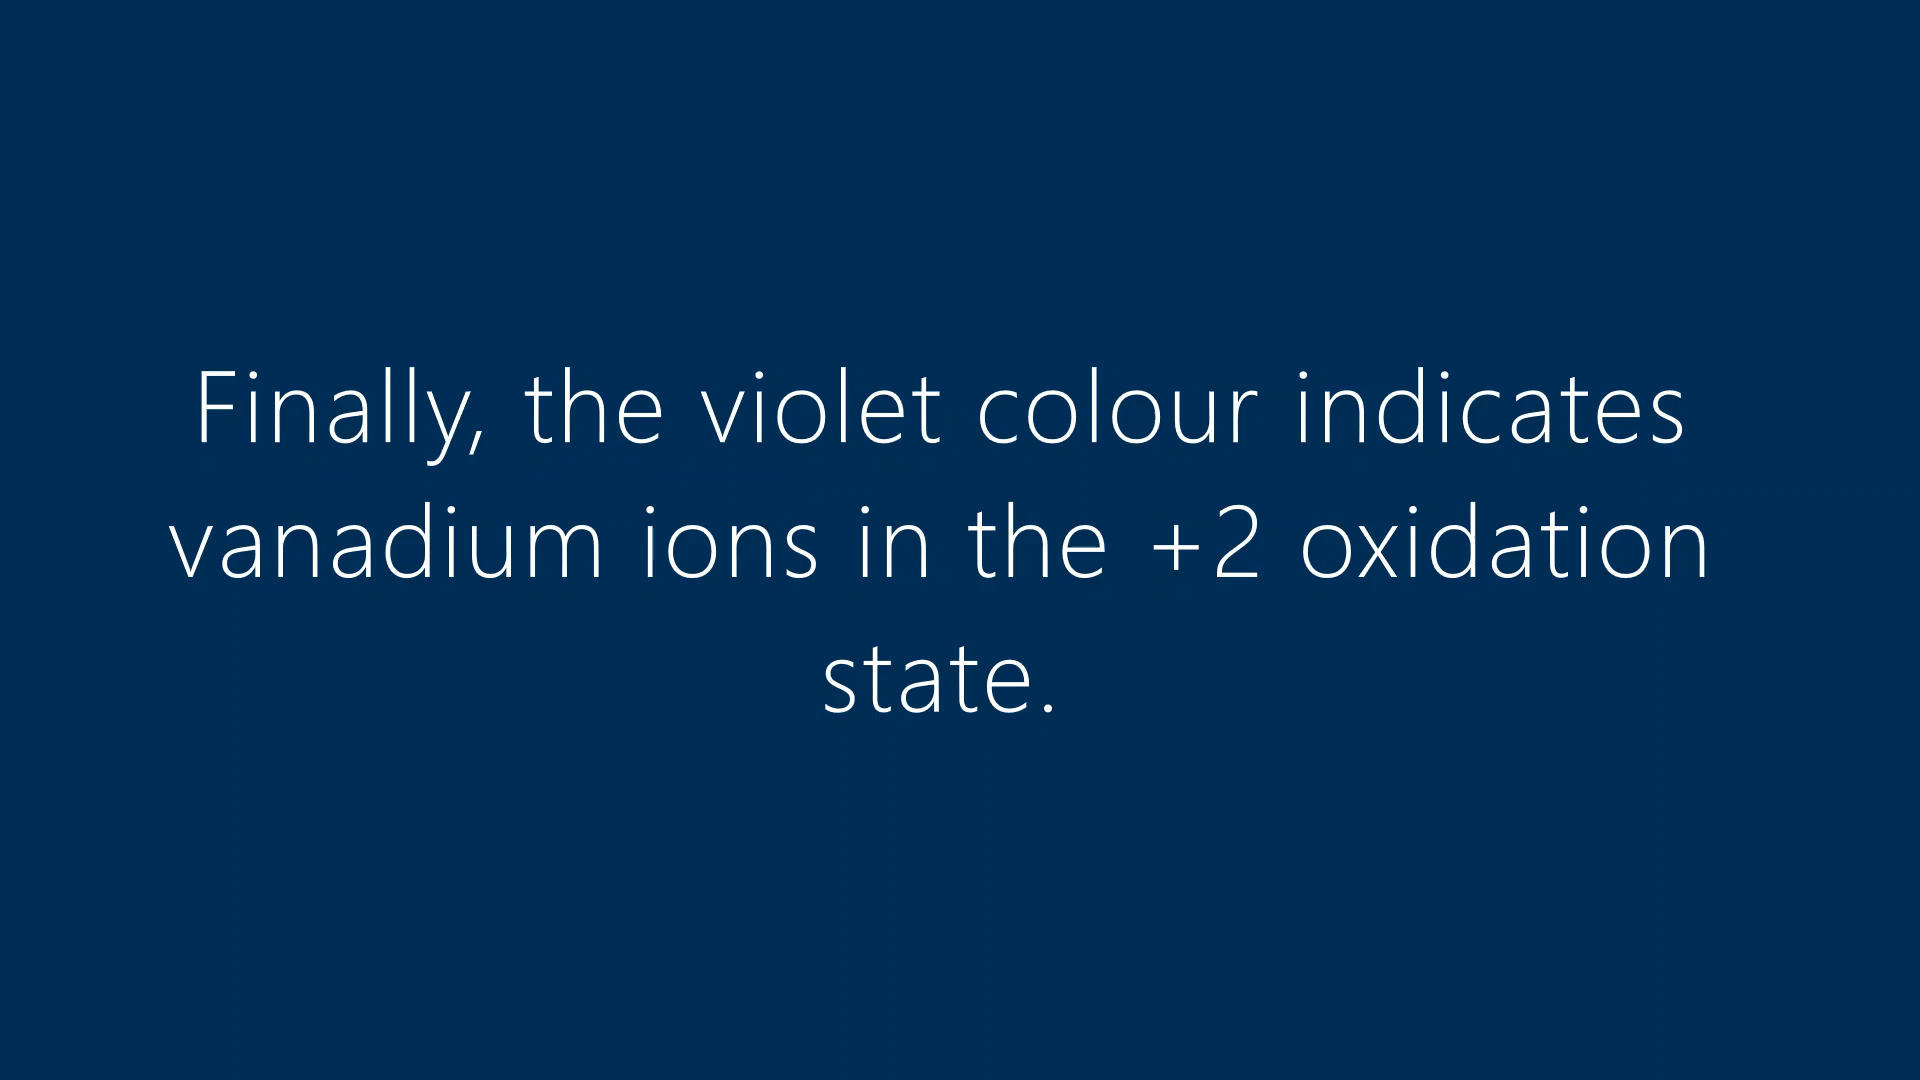 Finally, the violet colour indicates
vanadium ions in the +2 oxidation
state.